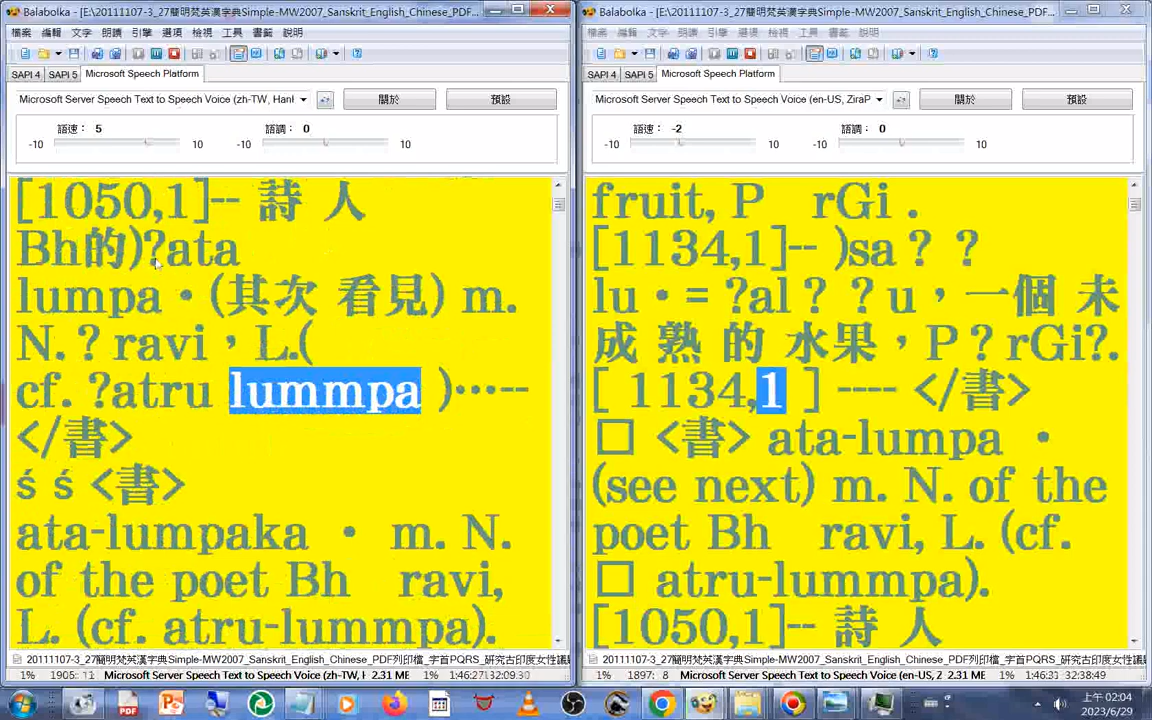 Balabolka - [E:\20111107-3_27簡明梵英漢字典Simple-MW2007_Sanskrit_English_Chinese_PDF...
檔案 編輯 文字 朗讀 引擎 選項 檢視 工具 書籤 說明
SAPI 4 SAPI 5 Microsoft Speech Platform
Microsoft Server Speech Text to Speech Voice (zh-TW, Hanl
關於 預設
語速： 5 語調： 0
-10 10 -10 10
[1050,1]-- 詩 人
Bh的)?ata
lumpa・(其次 看見) m.
N.？ravi，L.(
cf. ?atru lummpa )…--
</書>
ś ś <書>
ata-lumpaka ・ m. N.
of the poet Bh ravi,
L. (cf. atru-lummpa).
20111107-3_27簡明梵英漢字典Simple-MW2007_Sanskrit_English_Chinese_PDF列印檔_字首PQRS_研究古印度女性議
1% 1905: 11 Microsoft Server Speech Text to Speech Voice (zh-TW, H 2.31 ME 1% 1:46:27/32:09:30
Balabolka - [E:\20111107-3_27簡明梵英漢字典Simple-MW2007_Sanskrit_English_Chinese_PDF...
檔案 編輯 文字 朗讀 引擎 選項 檢視 工具 書籤 說明
SAPI 4 SAPI 5 Microsoft Speech Platform
Microsoft Server Speech Text to Speech Voice (en-US, ZiraP
關於 預設
語速： -2 語調： 0
-10 10 -10 10
fruit, P rGi .
[1134,1]-- )sa？？
lu・= ?al？？u，一個 未
成 熟 的 水果，P？rGi?.
[ 1134,1 ] ---- </書>
□ <書> ata-lumpa ・
(see next) m. N. of the
poet Bh ravi, L. (cf.
□ atru-lummpa).
[1050,1]-- 詩 人
20111107-3_27簡明梵英漢字典Simple-MW2007_Sanskrit_English_Chinese_PDF列印檔_字首PQRS_研究古印度女性議
1% 1897: 8 Microsoft Server Speech Text to Speech Voice (en-US, 2 2.31 ME 1% 1:46:31/32:38:49
上午 02:04
2023/6/29